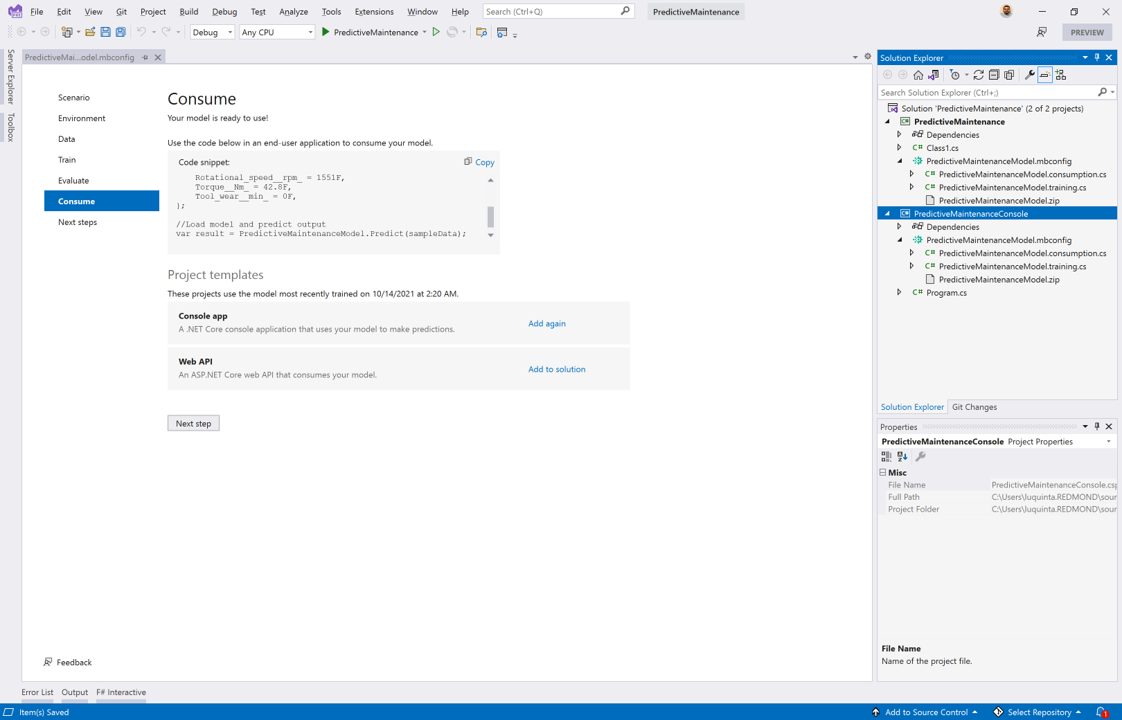 File Edit View Git Project Build Debug Test Analyze Tools Extensions Window Help Search (Ctrl+Q) PredictiveMaintenance
Debug Any CPU PredictiveMaintenance PREVIEW
Server Explorer
Toolbox
PredictiveMai...odel.mbconfig
Scenario
Environment
Data
Train
Evaluate
Consume
Next steps
Consume
Your model is ready to use!
Use the code below in an end-user application to consume your model.
Code snippet: Copy
Rotational_speed__rpm_ = 1551F,
Torque__Nm_ = 42.8F,
Tool_wear__min_ = 0F,
};
//Load model and predict output
var result = PredictiveMaintenanceModel.Predict(sampleData);
Project templates
These projects use the model most recently trained on 10/14/2021 at 2:20 AM.
Console app
A .NET Core console application that uses your model to make predictions.
Add again
Web API
An ASP.NET Core web API that consumes your model.
Add to solution
Next step
Feedback
Solution Explorer
Search Solution Explorer (Ctrl+;)
Solution 'PredictiveMaintenance' (2 of 2 projects)
PredictiveMaintenance
Dependencies
C# Class1.cs
PredictiveMaintenanceModel.mbconfig
C# PredictiveMaintenanceModel.consumption.cs
C# PredictiveMaintenanceModel.training.cs
PredictiveMaintenanceModel.zip
PredictiveMaintenanceConsole
Dependencies
PredictiveMaintenanceModel.mbconfig
C# PredictiveMaintenanceModel.consumption.cs
C# PredictiveMaintenanceModel.training.cs
PredictiveMaintenanceModel.zip
C# Program.cs
Solution Explorer Git Changes
Properties
PredictiveMaintenanceConsole Project Properties
Misc
File Name PredictiveMaintenanceConsole.csp
Full Path C:\Users\luquinta.REDMOND\sour
Project Folder C:\Users\luquinta.REDMOND\sour
File Name
Name of the project file.
Error List Output F# Interactive
Item(s) Saved Add to Source Control Select Repository 1